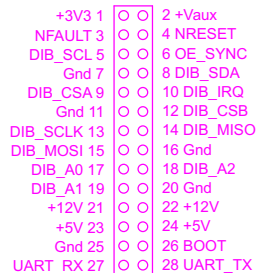 +3V3 1 2 +Vaux
NFAULT 3 4 NRESET
DIB_SCL 5 6 OE_SYNC
Gnd 7 8 DIB_SDA
DIB_CSA 9 10 DIB_IRQ
Gnd 11 12 DIB_CSB
DIB_SCLK 13 14 DIB_MISO
DIB_MOSI 15 16 Gnd
DIB_A0 17 18 DIB_A2
DIB_A1 19 20 Gnd
+12V 21 22 +12V
+5V 23 24 +5V
Gnd 25 26 BOOT
UART_RX 27 28 UART_TX